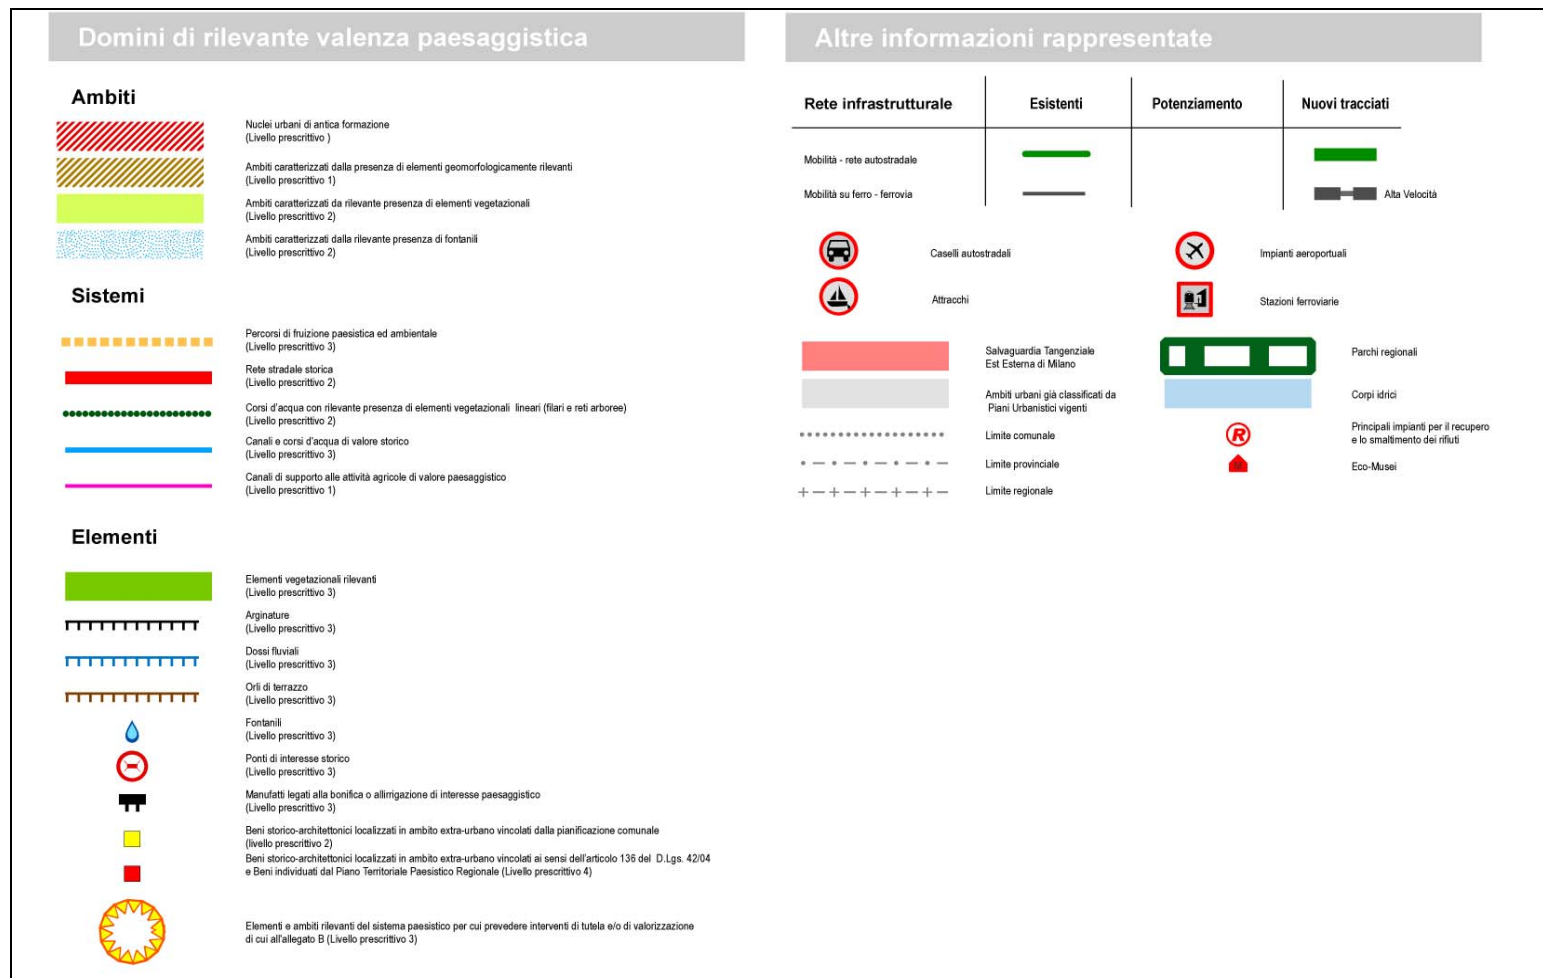 Domini di rilevante valenza paesaggistica
Ambiti
Nuclei urbani di antica formazione
(Livello prescrittivo )
Ambiti caratterizzati dalla presenza di elementi geomorfologicamente rilevanti
(Livello prescrittivo 1)
Ambiti caratterizzati da rilevante presenza di elementi vegetazionali
(Livello prescrittivo 2)
Ambiti caratterizzati dalla rilevante presenza di fontanili
(Livello prescrittivo 2)
Sistemi
Percorsi di fruizione paesistica ed ambientale
(Livello prescrittivo 3)
Rete stradale storica
(Livello prescrittivo 2)
Corsi d'acqua con rilevante presenza di elementi vegetazionali lineari (filari e reti arboree)
(Livello prescrittivo 2)
Canali e corsi d'acqua di valore storico
(Livello prescrittivo 3)
Canali di supporto alle attività agricole di valore paesaggistico
(Livello prescrittivo 1)
Elementi
Elementi vegetazionali rilevanti
(Livello prescrittivo 3)
Arginature
(Livello prescrittivo 3)
Dossi fluviali
(Livello prescrittivo 3)
Orli di terrazzo
(Livello prescrittivo 3)
Fontanili
(Livello prescrittivo 3)
Ponti di interesse storico
(Livello prescrittivo 3)
Manufatti legati alla bonifica o allirrigazione di interesse paesaggistico
(Livello prescrittivo 3)
Beni storico-architettonici localizzati in ambito extra-urbano vincolati dalla pianificazione comunale
(livello prescrittivo 2)
Beni storico-architettonici localizzati in ambito extra-urbano vincolati ai sensi dell'articolo 136 del D.Lgs. 42/04
e Beni individuati dal Piano Territoriale Paesistico Regionale (Livello prescrittivo 4)
Elementi e ambiti rilevanti del sistema paesistico per cui prevedere interventi di tutela e/o di valorizzazione
di cui all'allegato B (Livello prescrittivo 3)
Altre informazioni rappresentate
Rete infrastrutturale Esistenti Potenziamento Nuovi tracciati
Mobilità - rete autostradale
Mobilità su ferro - ferrovia Alta Velocità
Caselli autostradali Impianti aeroportuali
Attracchi Stazioni ferroviarie
Salvaguardia Tangenziale
Est Esterna di Milano
Parchi regionali
Ambiti urbani già classificati da
Piani Urbanistici vigenti
Corpi idrici
Limite comunale
R Principali impianti per il recupero
e lo smaltimento dei rifiuti
Limite provinciale Eco-Musei
Limite regionale